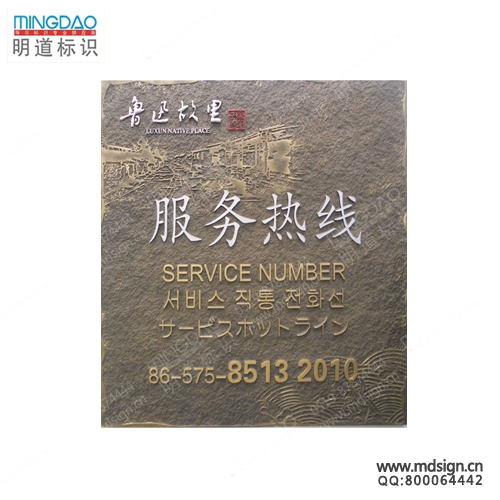 MINGDAO
明道标识
鲁迅故里
LUXUN NATIVE PLACE
服务热线
SERVICE NUMBER
서비스 직통 전화선
サービスホットライン
86-575-8513 2010
www.mdsign.cn
QQ:800064442